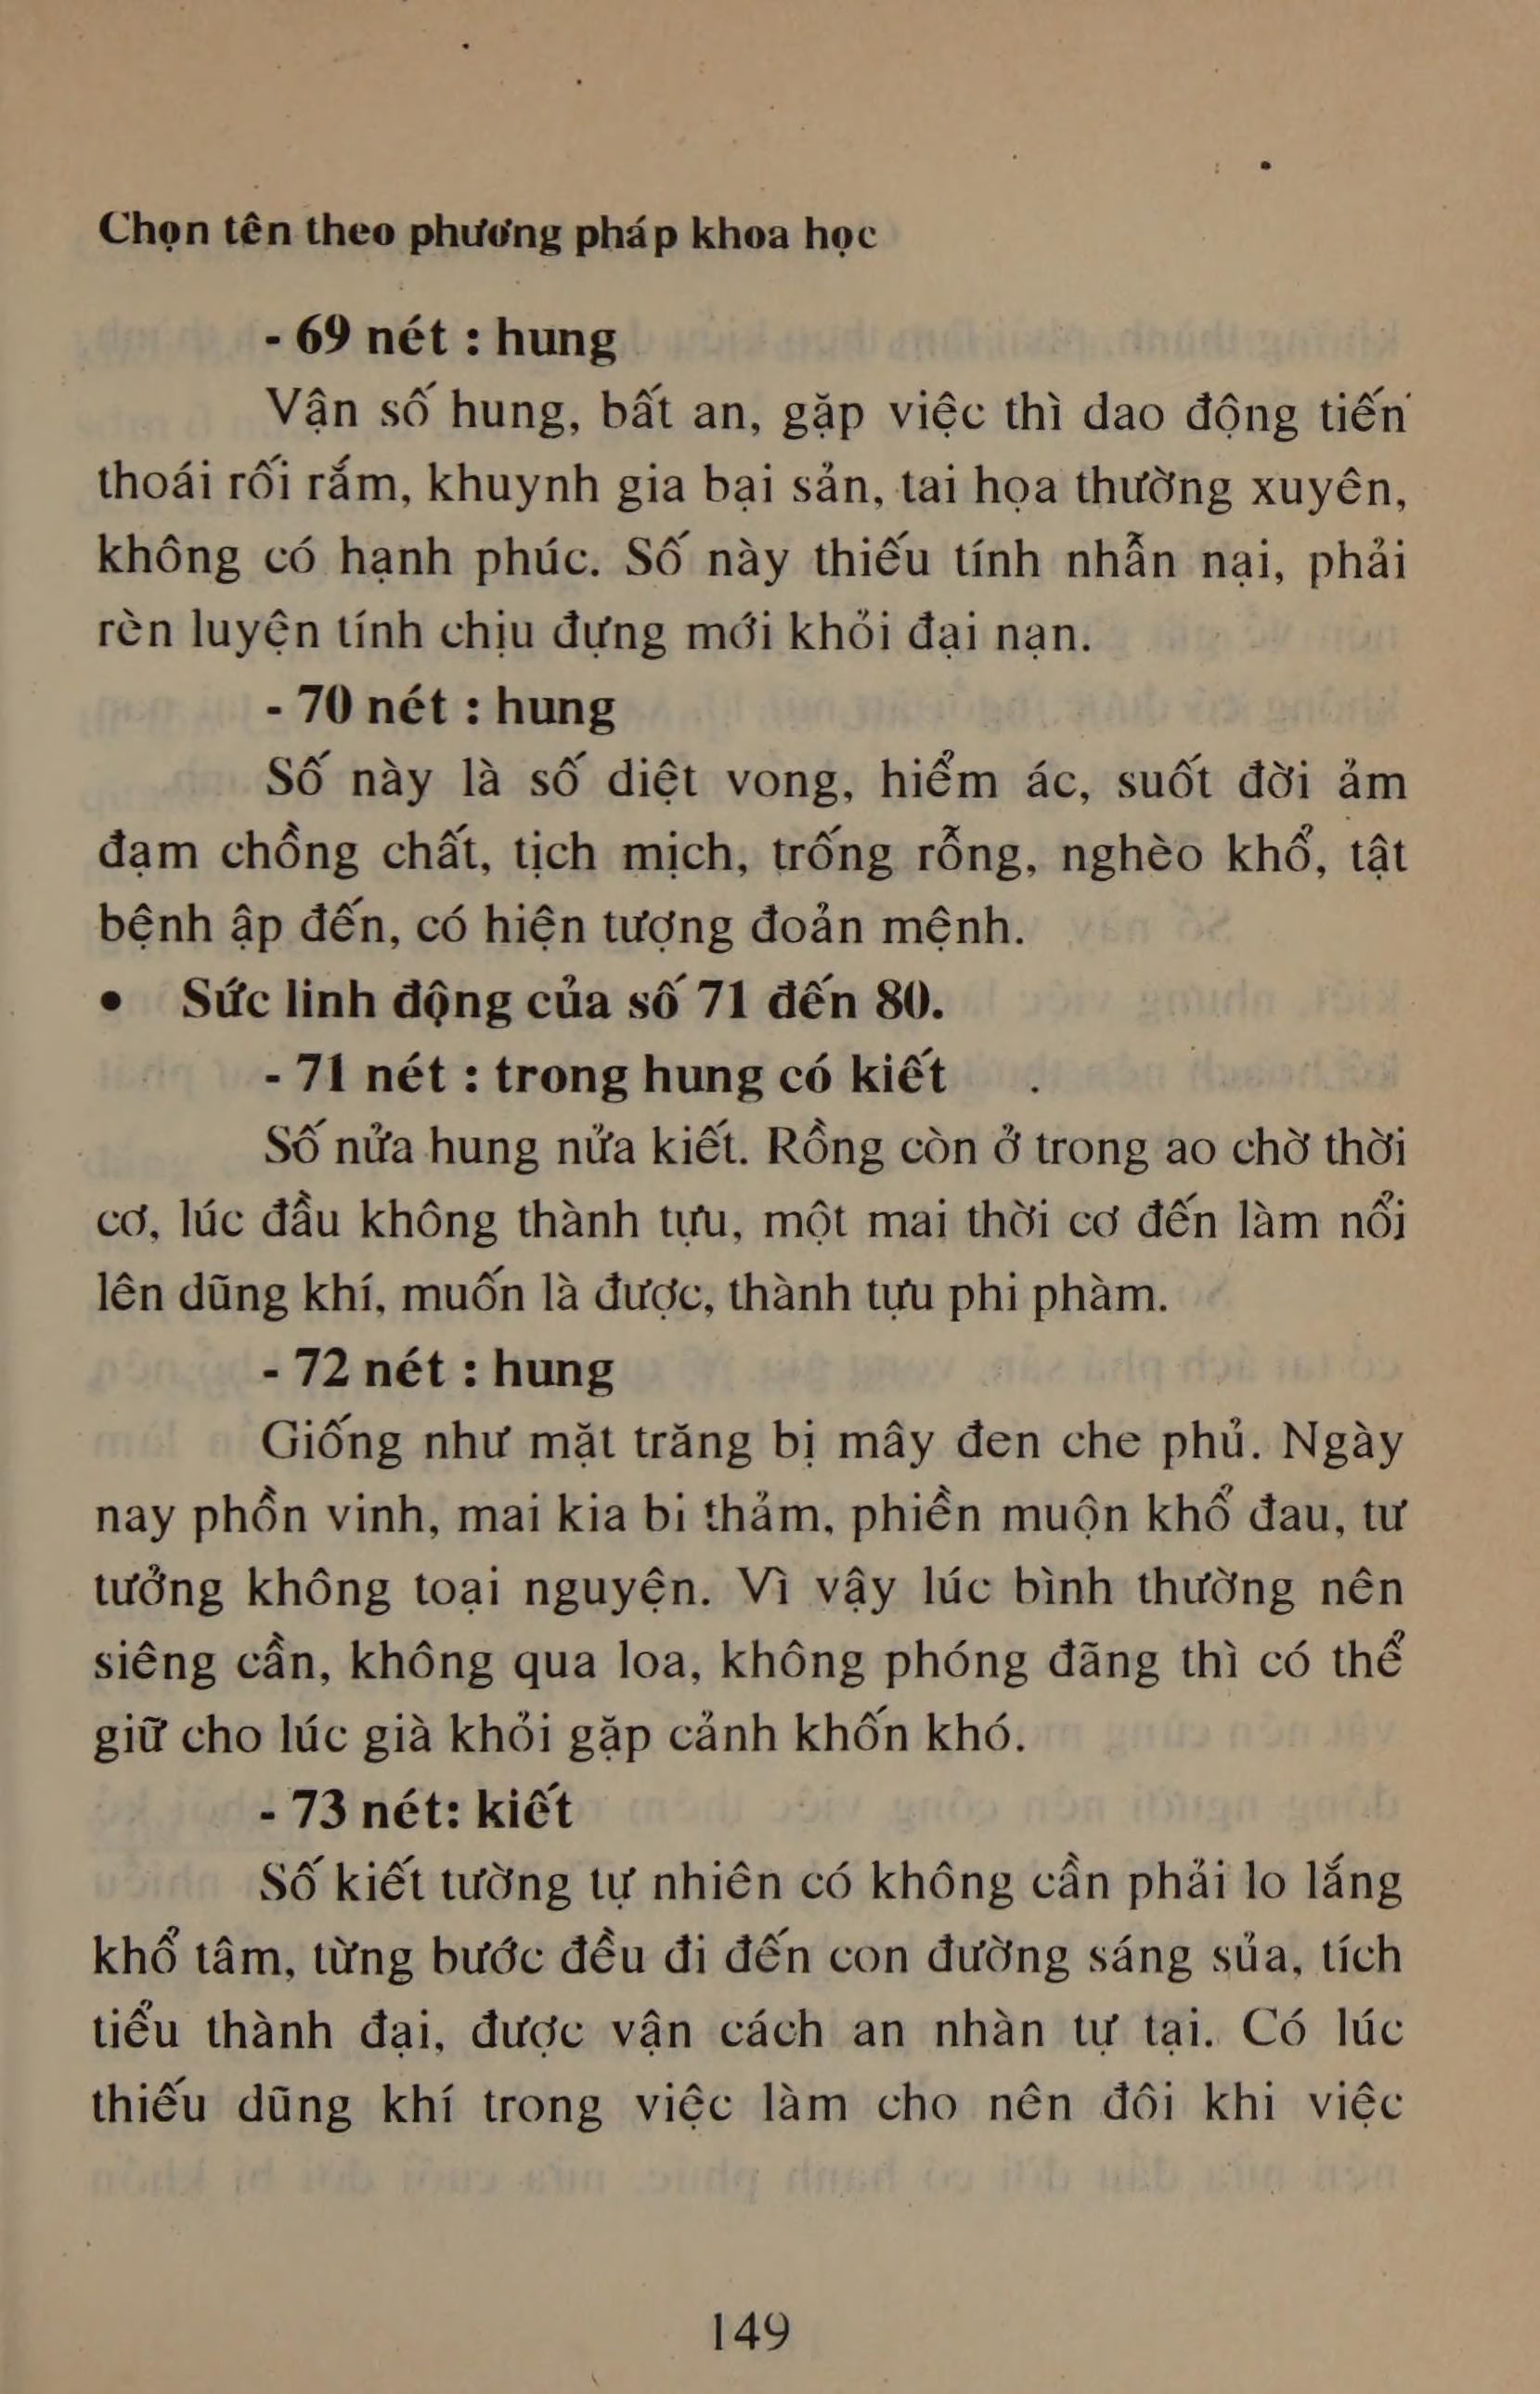 Chọn tên theo phương pháp khoa học
- 69 nét : hung
Vận số hung, bất an, gặp việc thì dao động tiến
thoái rối rắm, khuynh gia bại sản, tai họa thường xuyên,
không có hạnh phúc. Số này thiếu tính nhẫn nại, phải
rèn luyện tính chịu đựng mới khỏi đại nạn.
- 70 nét : hung
Số này là số diệt vong, hiểm ác, suốt đời ảm
đạm chồng chất, tịch mịch, trống rỗng, nghèo khổ, tật
bệnh ập đến, có hiện tượng đoản mệnh.
• Sức linh động của số 71 đến 80.
- 71 nét : trong hung có kiết
Số nửa hung nửa kiết. Rồng còn ở trong ao chờ thời
cơ, lúc đầu không thành tựu, một mai thời cơ đến làm nổi
lên dũng khí, muốn là được, thành tựu phi phàm.
- 72 nét : hung
Giống như mặt trăng bị mây đen che phủ. Ngày
nay phồn vinh, mai kia bi thảm, phiền muộn khổ đau, tư
tưởng không toại nguyện. Vì vậy lúc bình thường nên
siêng cần, không qua loa, không phóng đãng thì có thể
giữ cho lúc già khỏi gặp cảnh khốn khó.
- 73 nét: kiết
Số kiết tường tự nhiên có không cần phải lo lắng
khổ tâm, từng bước đều đi đến con đường sáng sủa, tích
tiểu thành đại, được vận cách an nhàn tự tại. Có lúc
thiếu dũng khí trong việc làm cho nên đôi khi việc
149